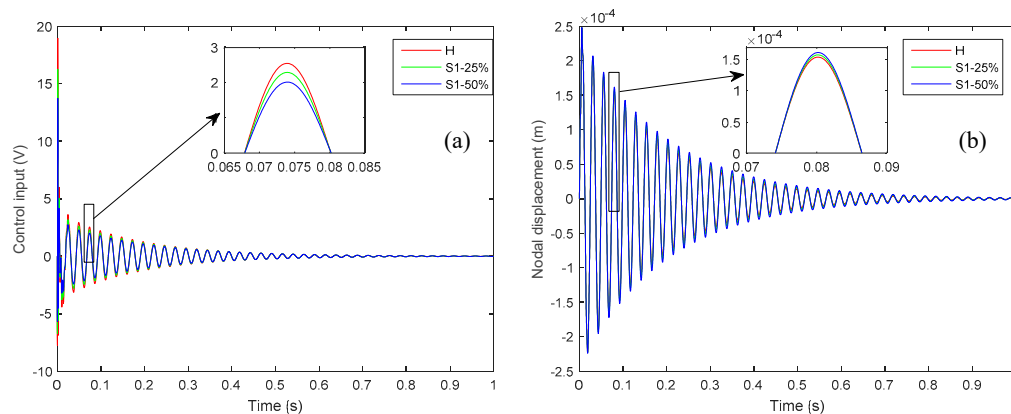 20
15
10
5
0
-5
-10
Control input (V)
0 0.1 0.2 0.3 0.4 0.5 0.6 0.7 0.8 0.9 1
Time (s)
3
2
1
0
0.065 0.07 0.075 0.08 0.085
H
S1-25%
S1-50%
(a)
×10⁻⁴
2.5
2
1.5
1
0.5
0
-0.5
-1
-1.5
-2
-2.5
Nodal displacement (m)
0 0.1 0.2 0.3 0.4 0.5 0.6 0.7 0.8 0.9
Time (s)
×10⁻⁴
1.5
1
0.5
0
0.07 0.08 0.09
H
S1-25%
S1-50%
(b)